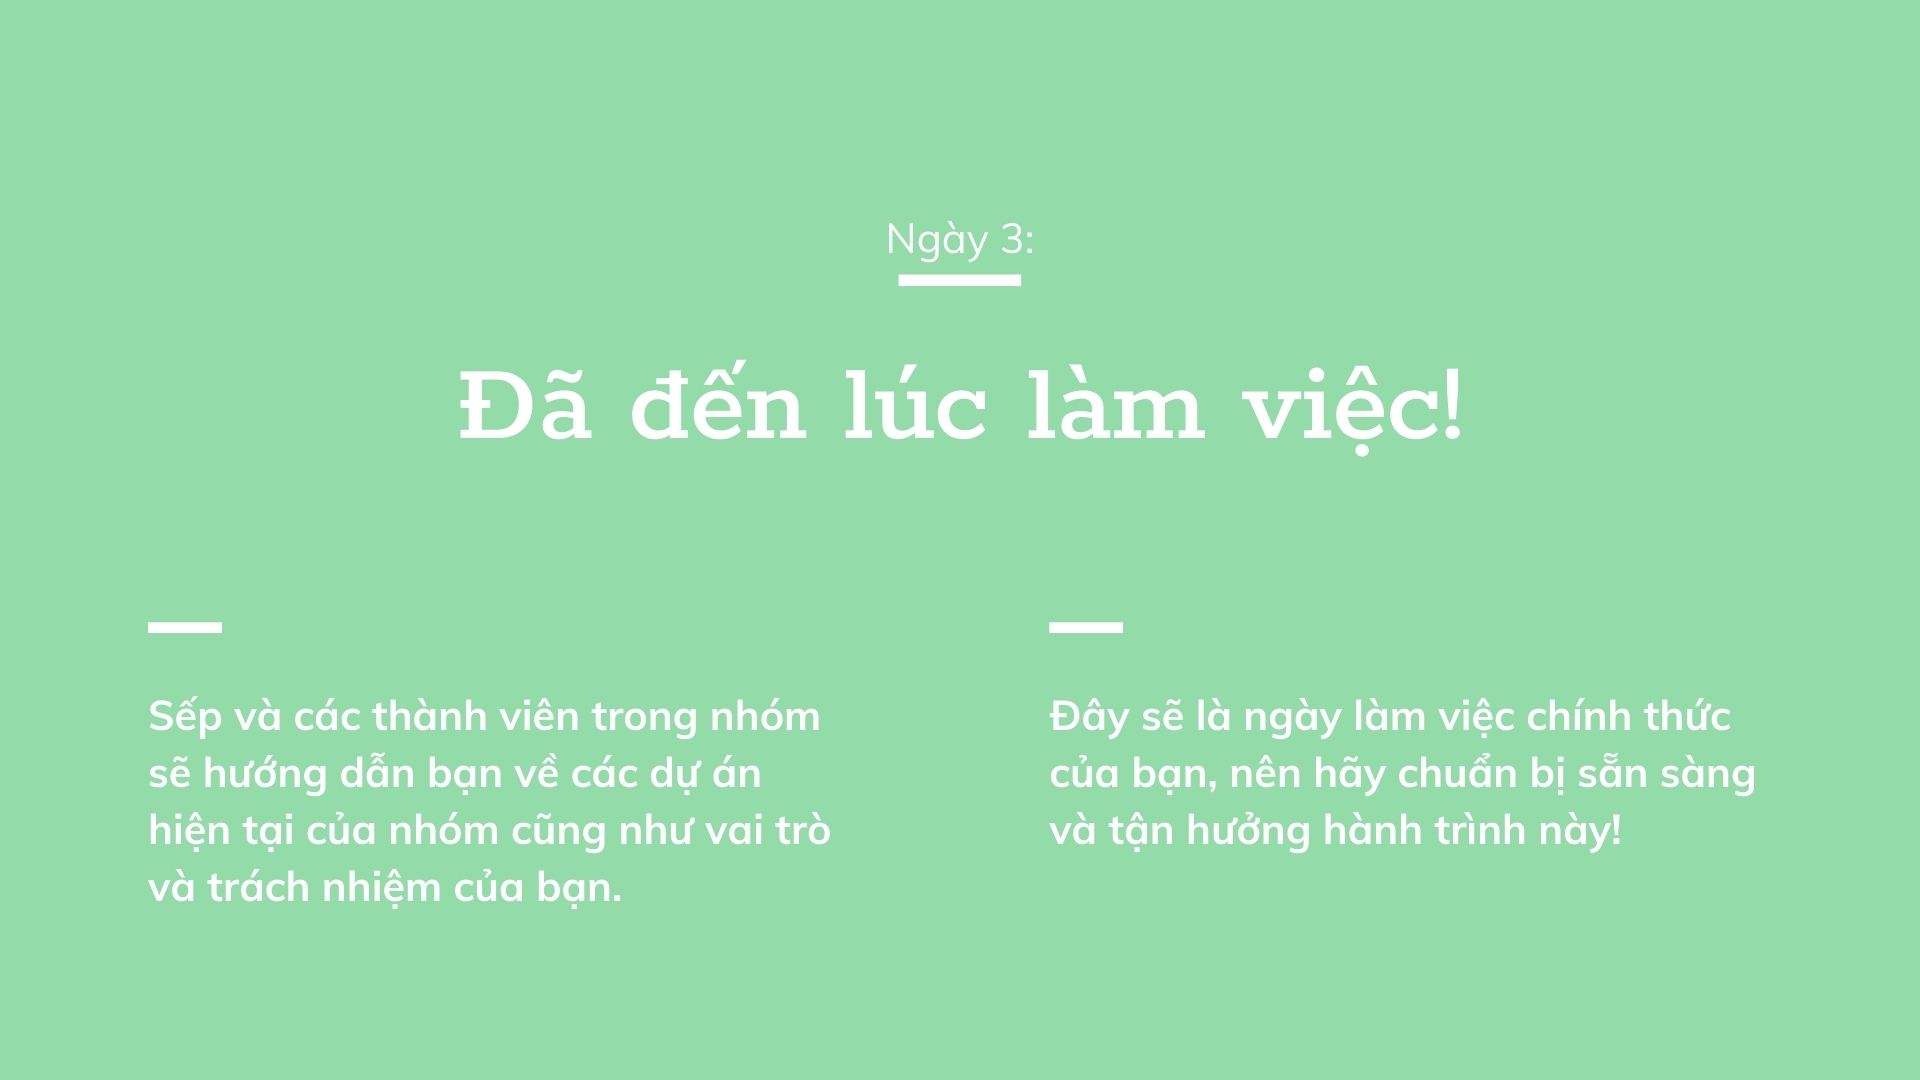 Ngày 3:
Đã đến lúc làm việc!
Sếp và các thành viên trong nhóm
sẽ hướng dẫn bạn về các dự án
hiện tại của nhóm cũng như vai trò
và trách nhiệm của bạn.
Đây sẽ là ngày làm việc chính thức
của bạn, nên hãy chuẩn bị sẵn sàng
và tận hưởng hành trình này!